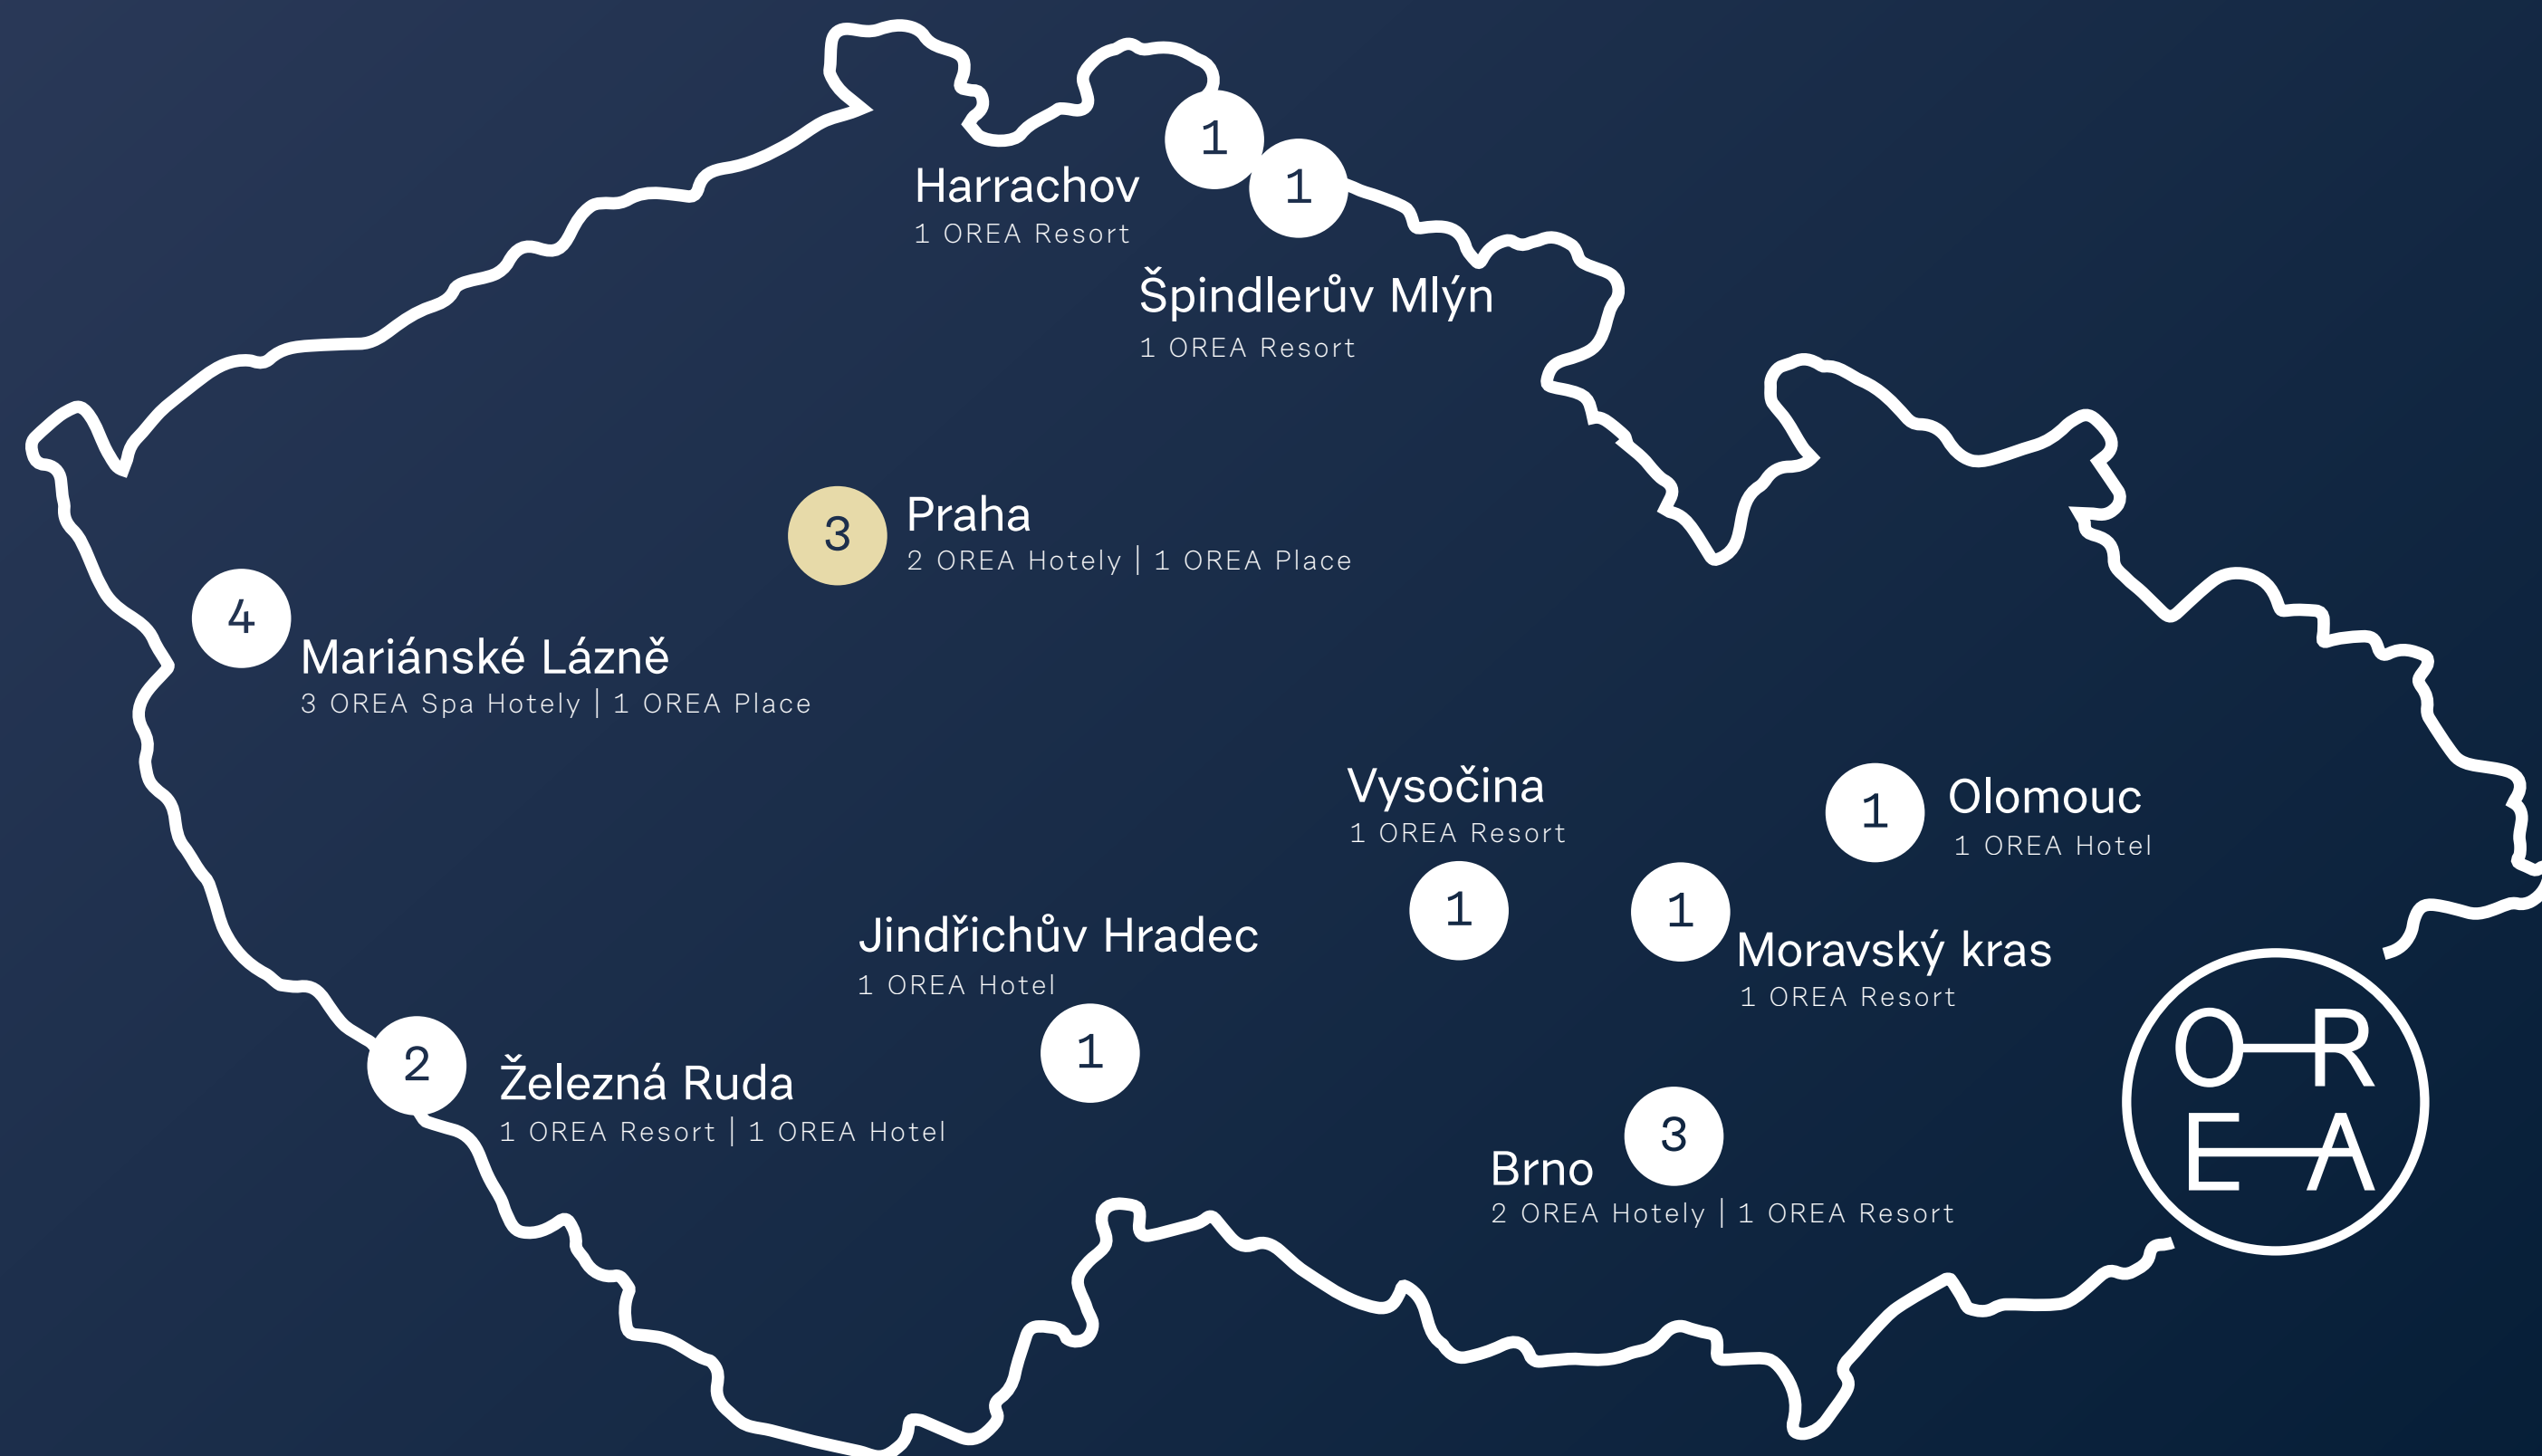 1
Harrachov
1 OREA Resort
1
Špindlerův Mlýn
1 OREA Resort
3
Praha
2 OREA Hotely | 1 OREA Place
4
Mariánské Lázně
3 OREA Spa Hotely | 1 OREA Place
Vysočina
1 OREA Resort
1
1
Olomouc
1 OREA Hotel
1
Moravský kras
1 OREA Resort
Jindřichův Hradec
1 OREA Hotel
1
2
Železná Ruda
1 OREA Resort | 1 OREA Hotel
3
Brno
2 OREA Hotely | 1 OREA Resort
O R
E A